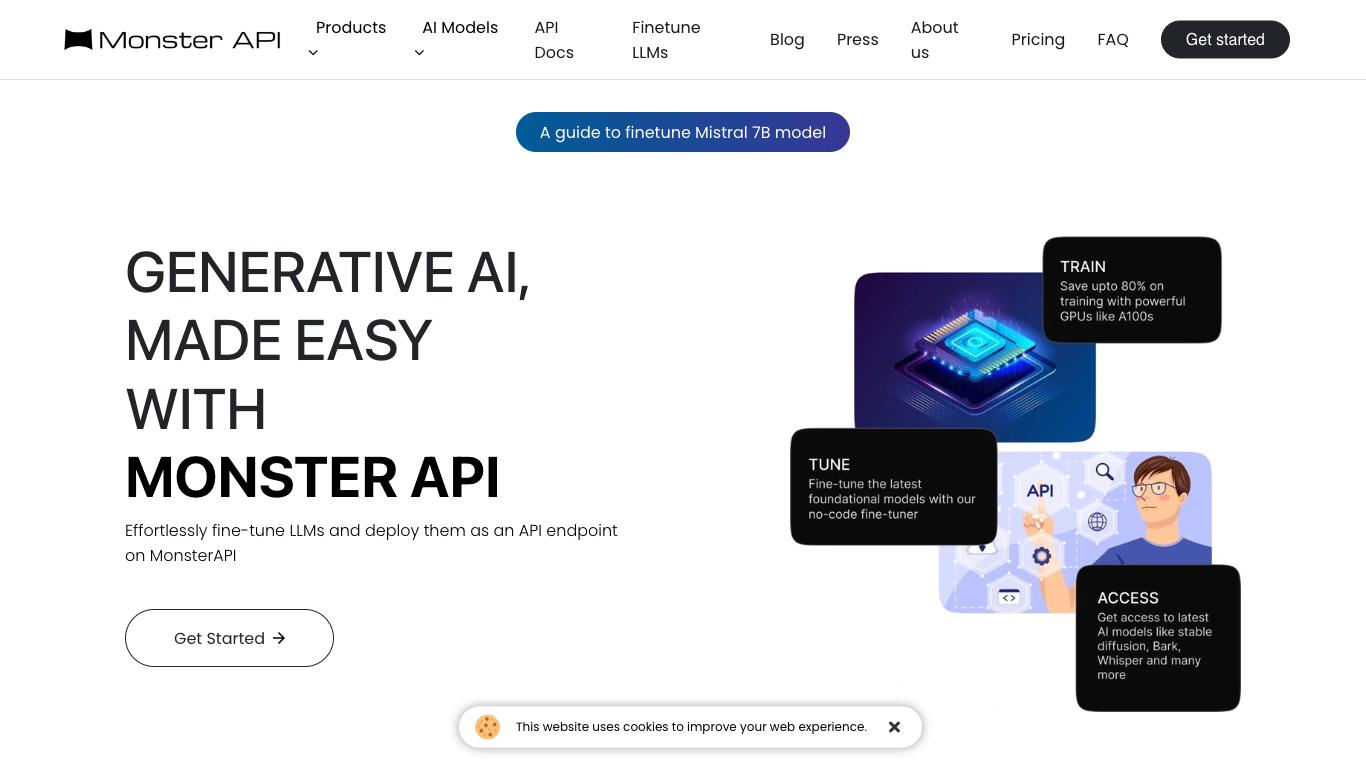 Monster API
Products
AI Models
API
Docs
Finetune
LLMs
Blog
Press
About
us
Pricing
FAQ
Get started
A guide to finetune Mistral 7B model
GENERATIVE AI,
MADE EASY
WITH
MONSTER API
Effortlessly fine-tune LLMs and deploy them as an API endpoint
on MonsterAPI
Get Started →
TRAIN
Save upto 80% on
training with powerful
GPUs like A100s
TUNE
Fine-tune the latest
foundational models with our
no-code fine-tuner
API
ACCESS
Get access to latest
AI models like stable
diffusion, Bark,
Whisper and many
more
This website uses cookies to improve your web experience.